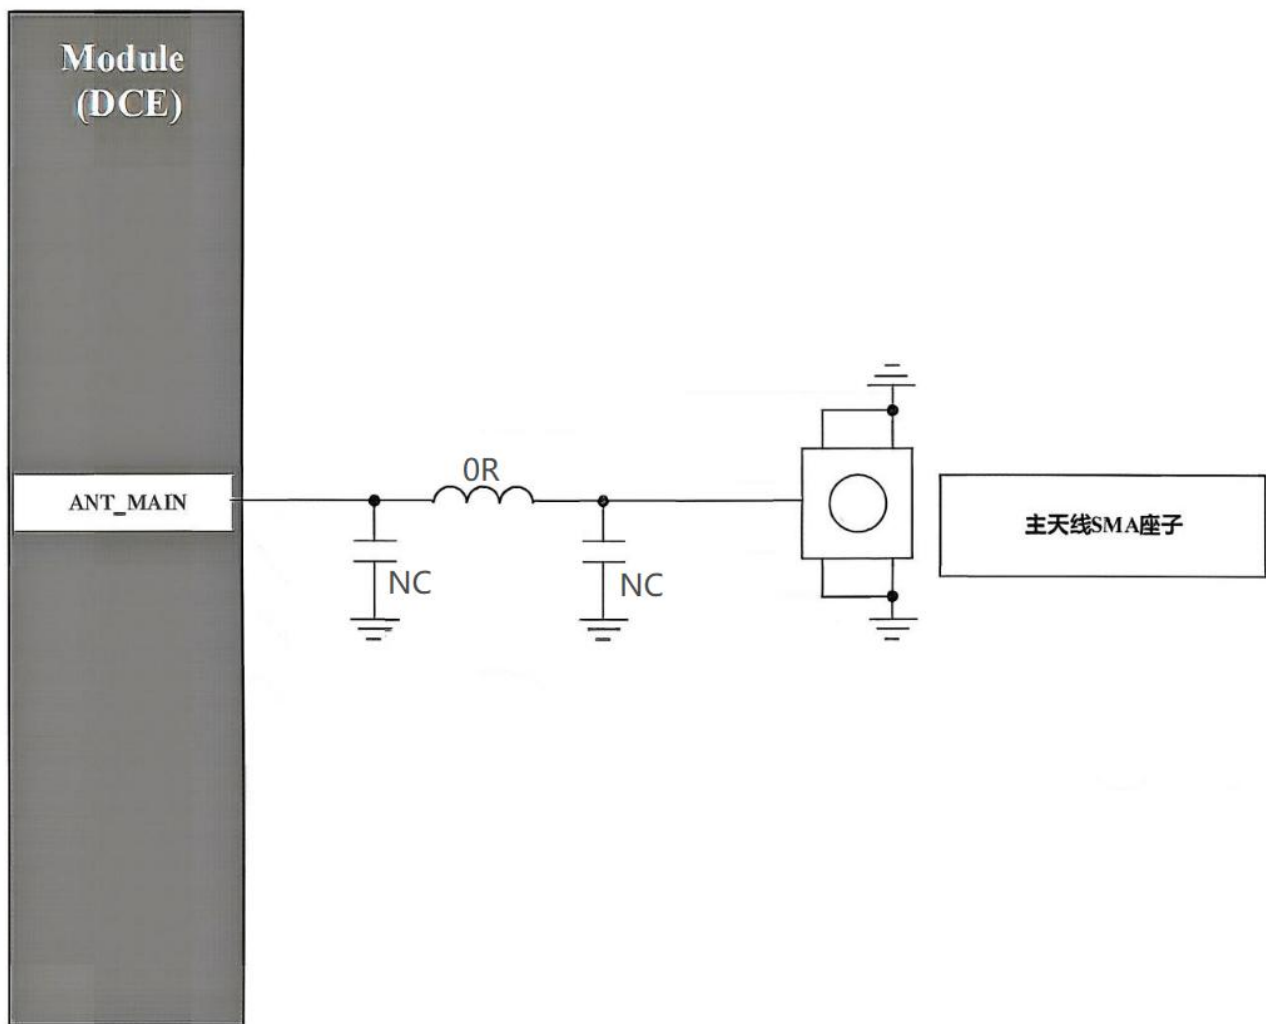 Module
(DCE)
0R
ANT_MAIN
主天线SMA座子
NC
NC